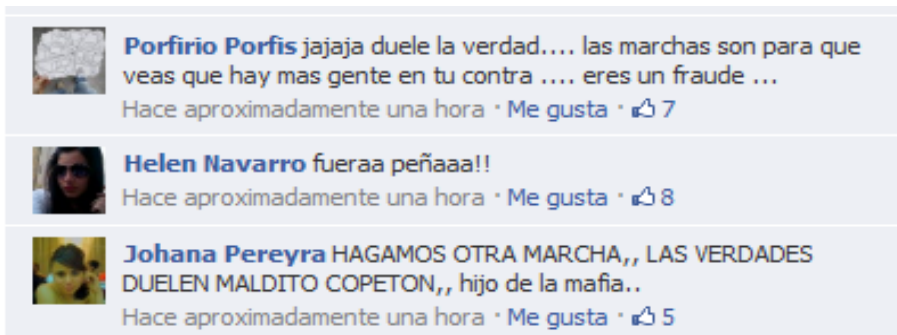 Porfirio Porfis jajaja duele la verdad.... las marchas son para que
veas que hay mas gente en tu contra .... eres un fraude ...
Hace aproximadamente una hora · Me gusta · 7
Helen Navarro fueraa peñaaa!!
Hace aproximadamente una hora · Me gusta · 8
Johana Pereyra HAGAMOS OTRA MARCHA,, LAS VERDADES
DUELEN MALDITO COPETON,, hijo de la mafia..
Hace aproximadamente una hora · Me gusta · 5